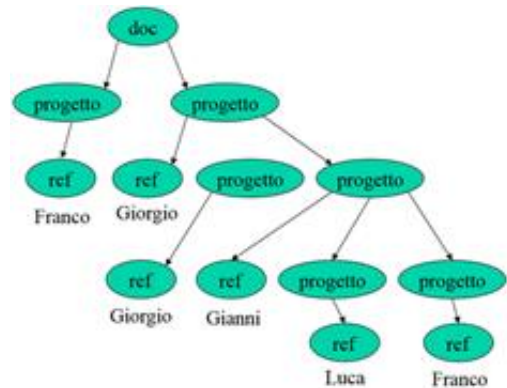 doc
progetto progetto
ref ref progetto progetto
Franco Giorgio
ref ref progetto progetto
Giorgio Gianni
ref ref
Luca Franco